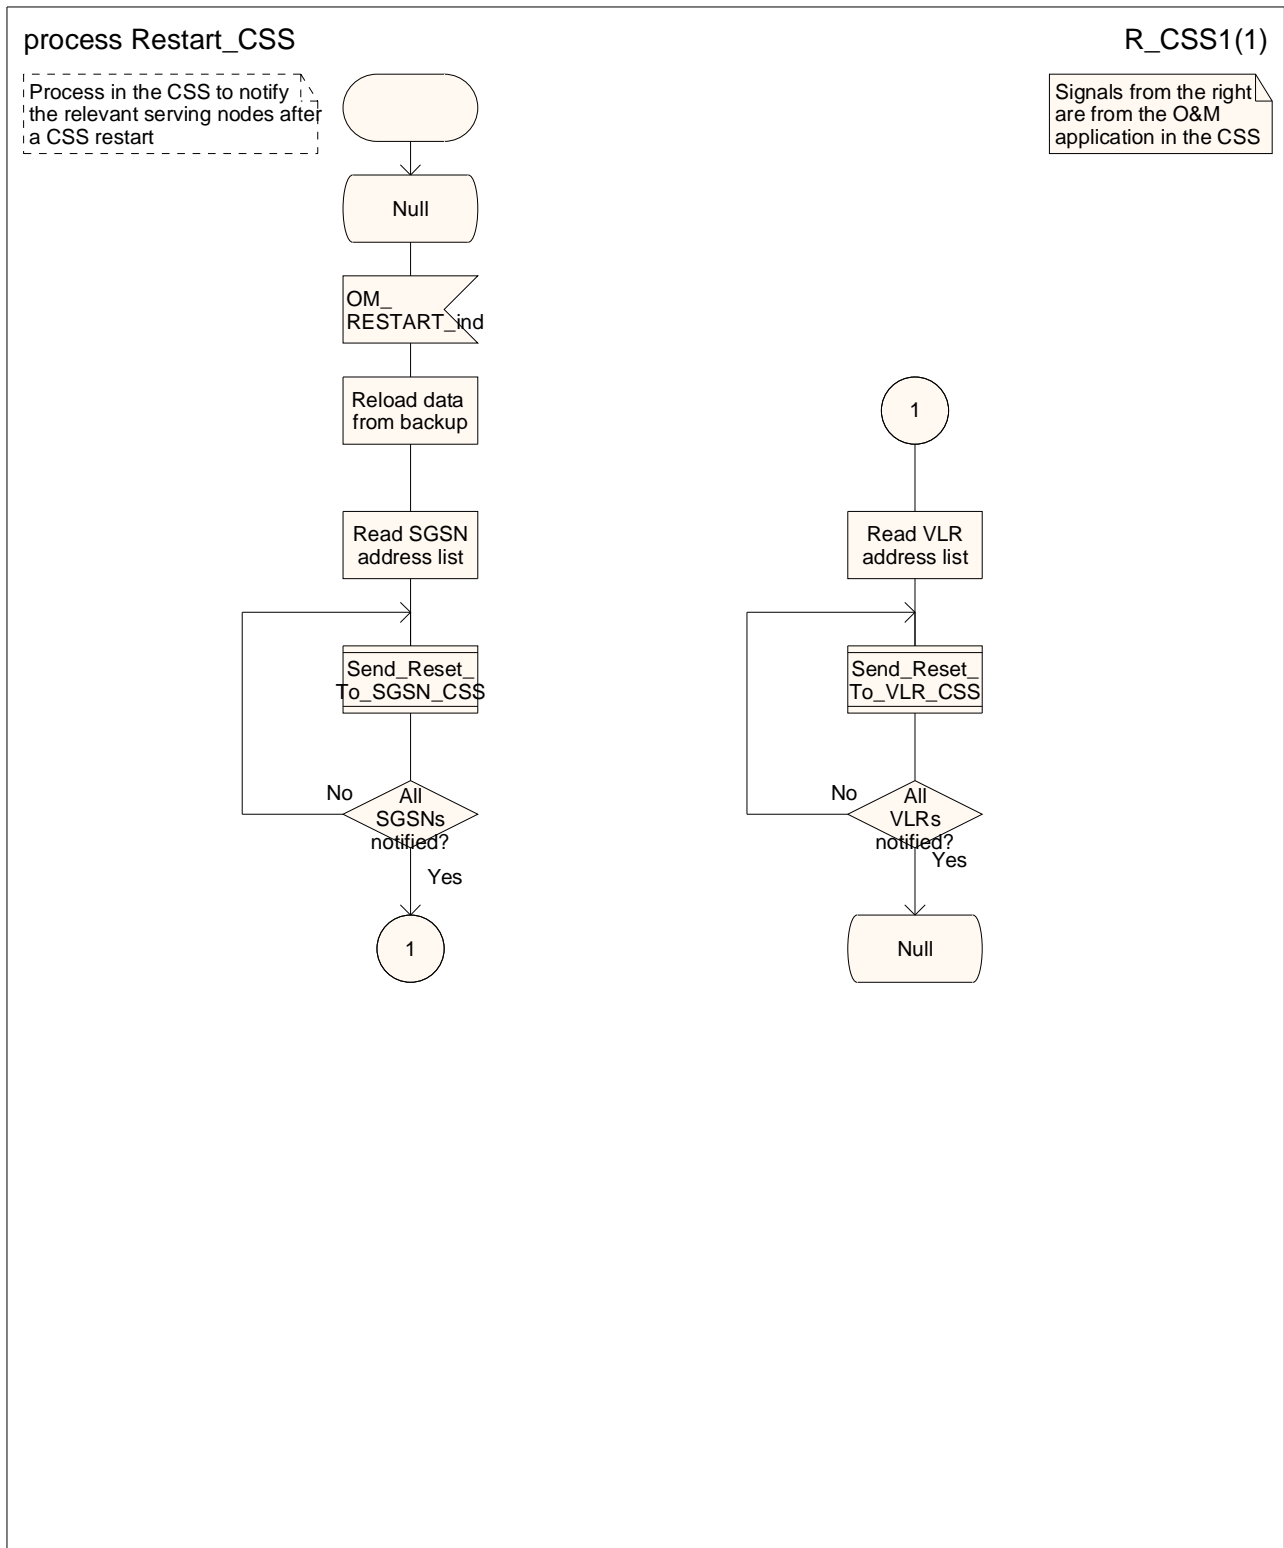 process Restart_CSS
R_CSS1(1)
Process in the CSS to notify
the relevant serving nodes after
a CSS restart
Signals from the right
are from the O&M
application in the CSS
Null
OM_
RESTART_ind
Reload data
from backup
Read SGSN
address list
Send_Reset_
To_SGSN_CSS
No
All
SGSNs
notified?
Yes
1
1
Read VLR
address list
Send_Reset_
To_VLR_CSS
No
All
VLRs
notified?
Yes
Null